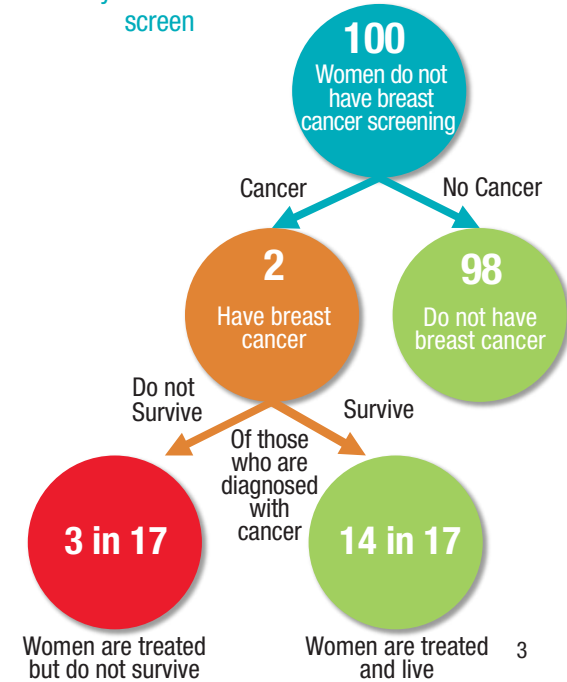 screen
100
Women do not
have breast
cancer screening
Cancer
No Cancer
2
Have breast
cancer
98
Do not have
breast cancer
Do not
Survive
Survive
Of those
who are
diagnosed
with
cancer
3 in 17
14 in 17
Women are treated
but do not survive
Women are treated
and live
3